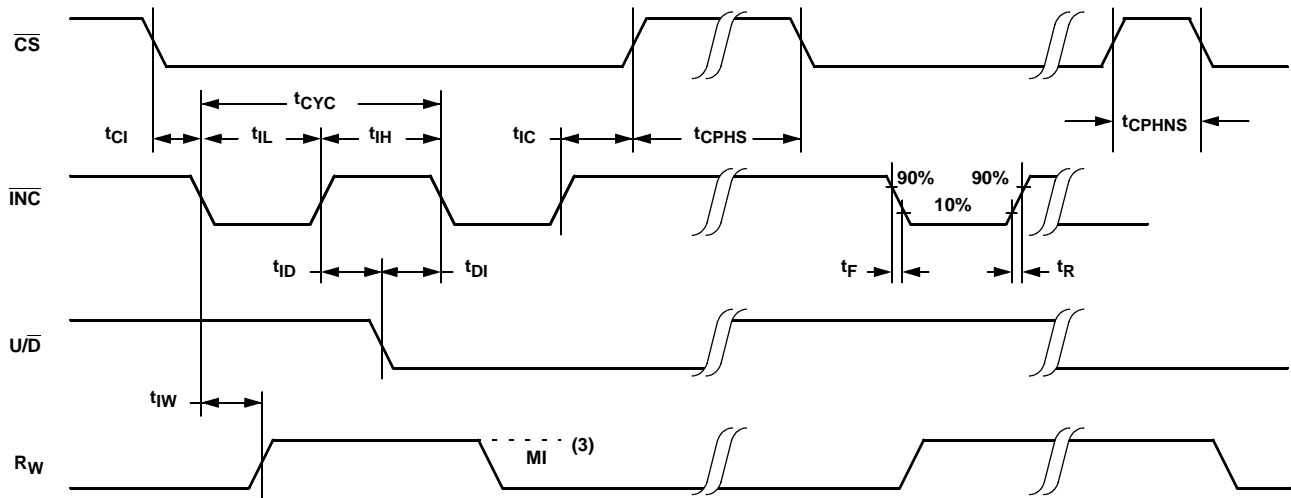 CS
tCYC
tCI tIL tIH tIC tCPHS tCPHNS
INC
90% 90%
10%
tID tDI tF tR
U/D
tIW
RW
(3)
MI